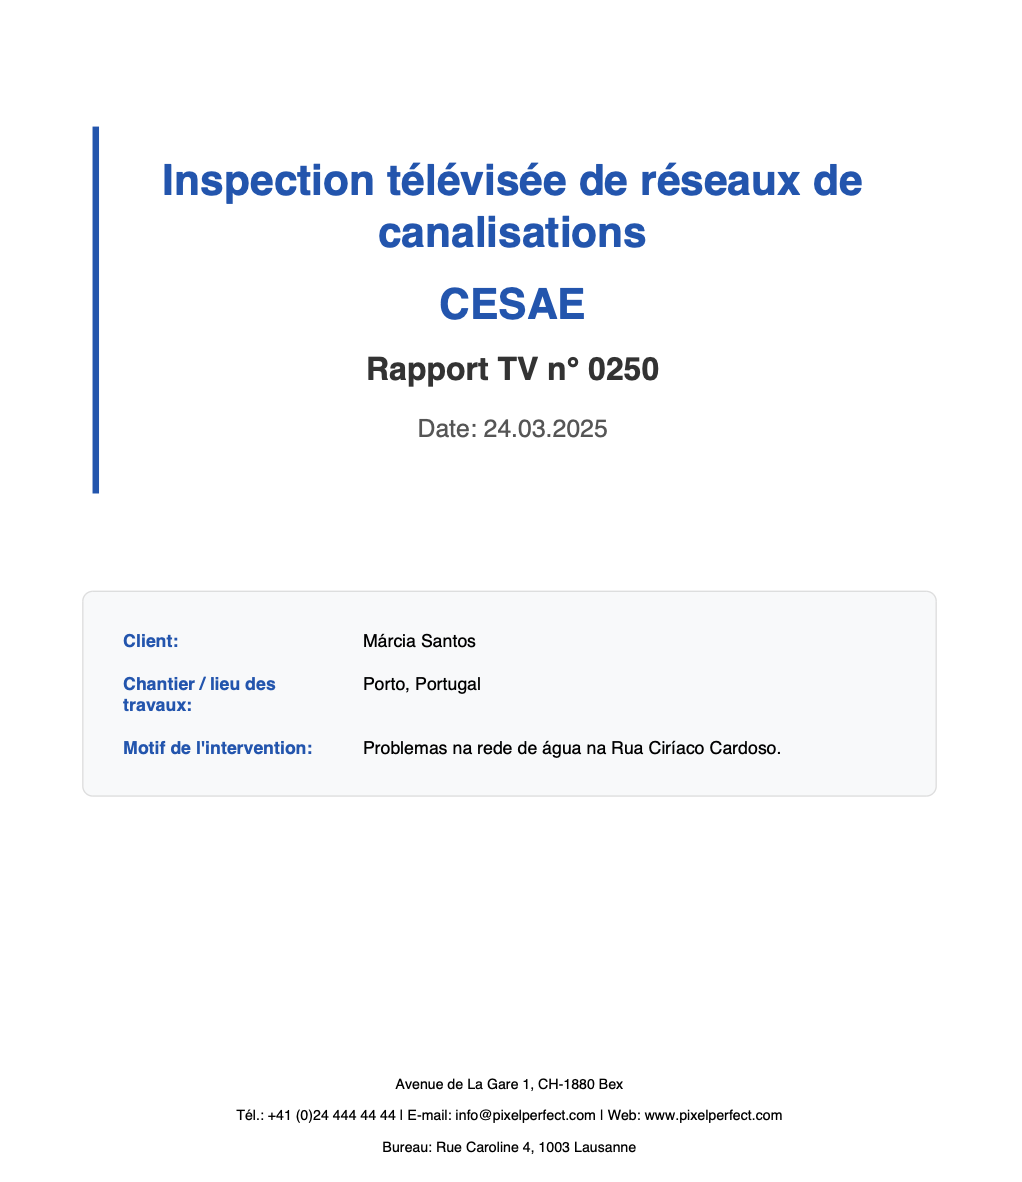 Inspection télévisée de réseaux de
canalisations
CESAE
Rapport TV n° 0250
Date: 24.03.2025
Client:
Márcia Santos
Chantier / lieu des
travaux:
Porto, Portugal
Motif de l'intervention:
Problemas na rede de água na Rua Ciríaco Cardoso.
Avenue de La Gare 1, CH-1880 Bex
Tél.: +41 (0)24 444 44 44 | E-mail: info@pixelperfect.com | Web: www.pixelperfect.com
Bureau: Rue Caroline 4, 1003 Lausanne